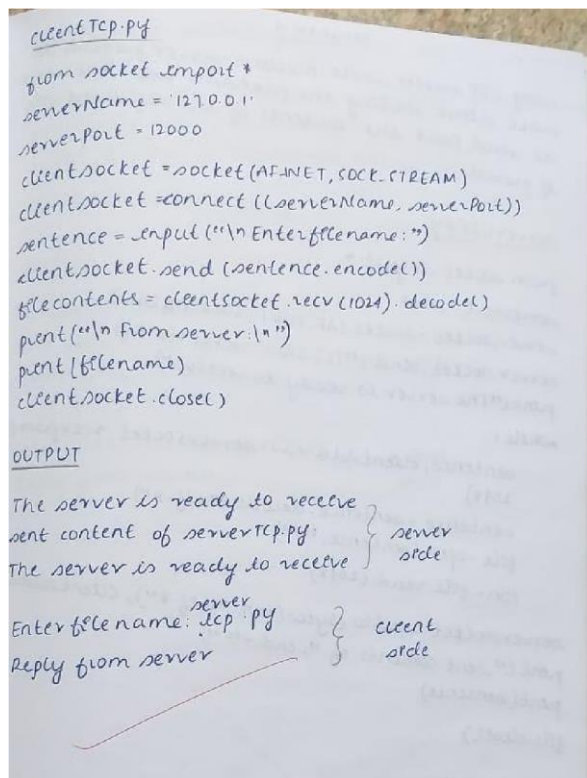 clientTcp.py
from socket import *
serverName = '127.0.0.1'
serverPort = 12000
clientsocket = socket (AF_INET, SOCK_STREAM)
clientsocket = connect ((serverName, serverPort))
sentence = input ("\n Enter filename: ")
clientsocket.send (sentence.encode())
filecontents = clientsocket.recv (1024).decode()
print ("\n From server: \n")
print (filename)
clientsocket.close()
OUTPUT
The server is ready to receive
sent content of serverTcp.py
The server is ready to receive
server side
Enter file name: server tcp.py
Reply from server
client side